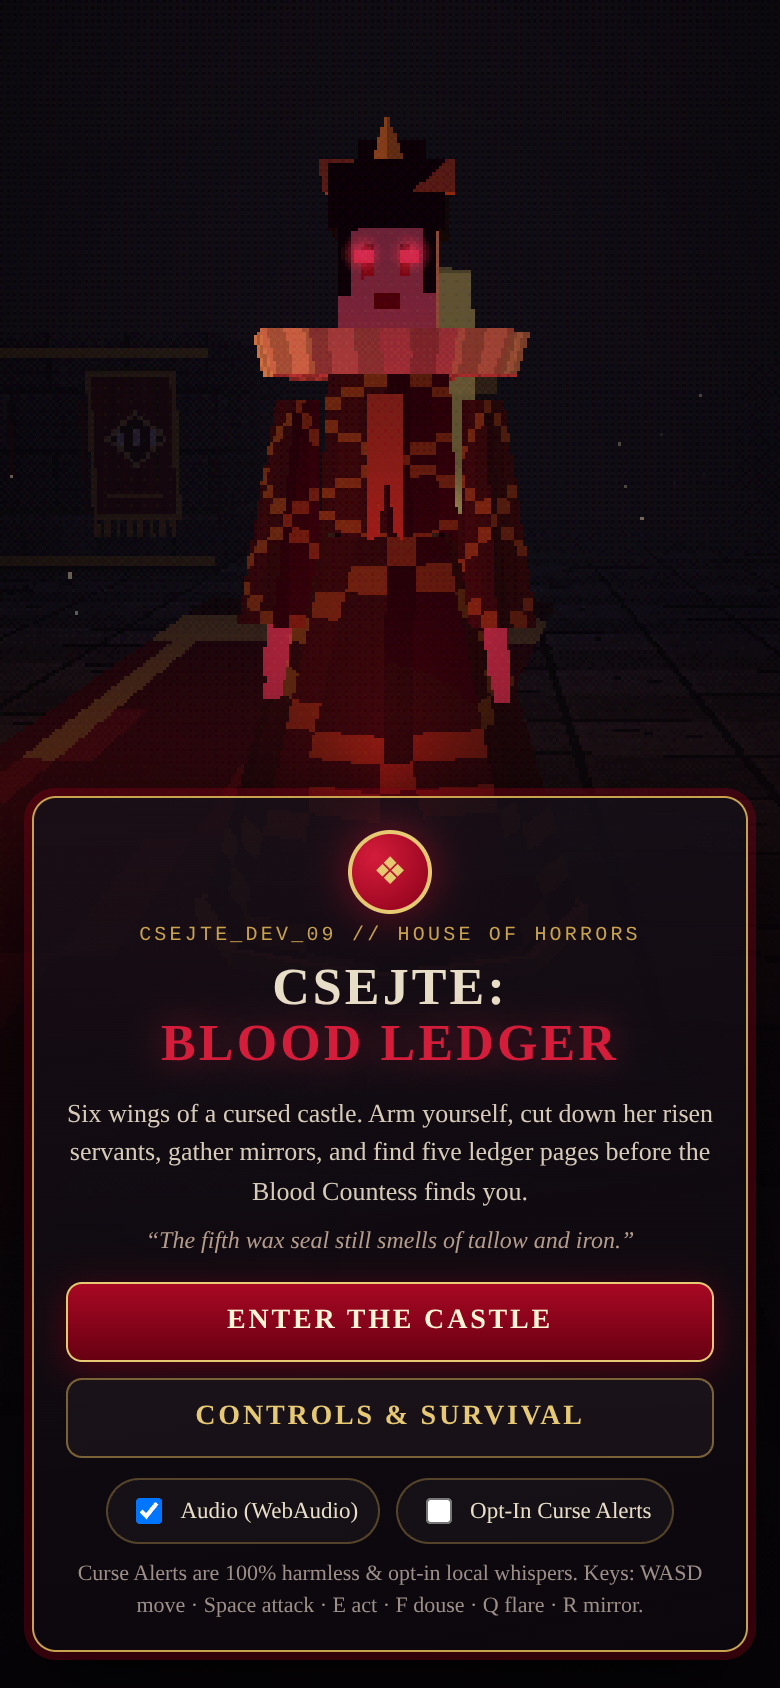 CSEJTE_DEV_09 // HOUSE OF HORRORS
CSEJTE:
BLOOD LEDGER
Six wings of a cursed castle. Arm yourself, cut down her risen
servants, gather mirrors, and find five ledger pages before the
Blood Countess finds you.
“The fifth wax seal still smells of tallow and iron.”
ENTER THE CASTLE
CONTROLS & SURVIVAL
Audio (WebAudio) Opt-In Curse Alerts
Curse Alerts are 100% harmless & opt-in local whispers. Keys: WASD
move · Space attack · E act · F douse · Q flare · R mirror.